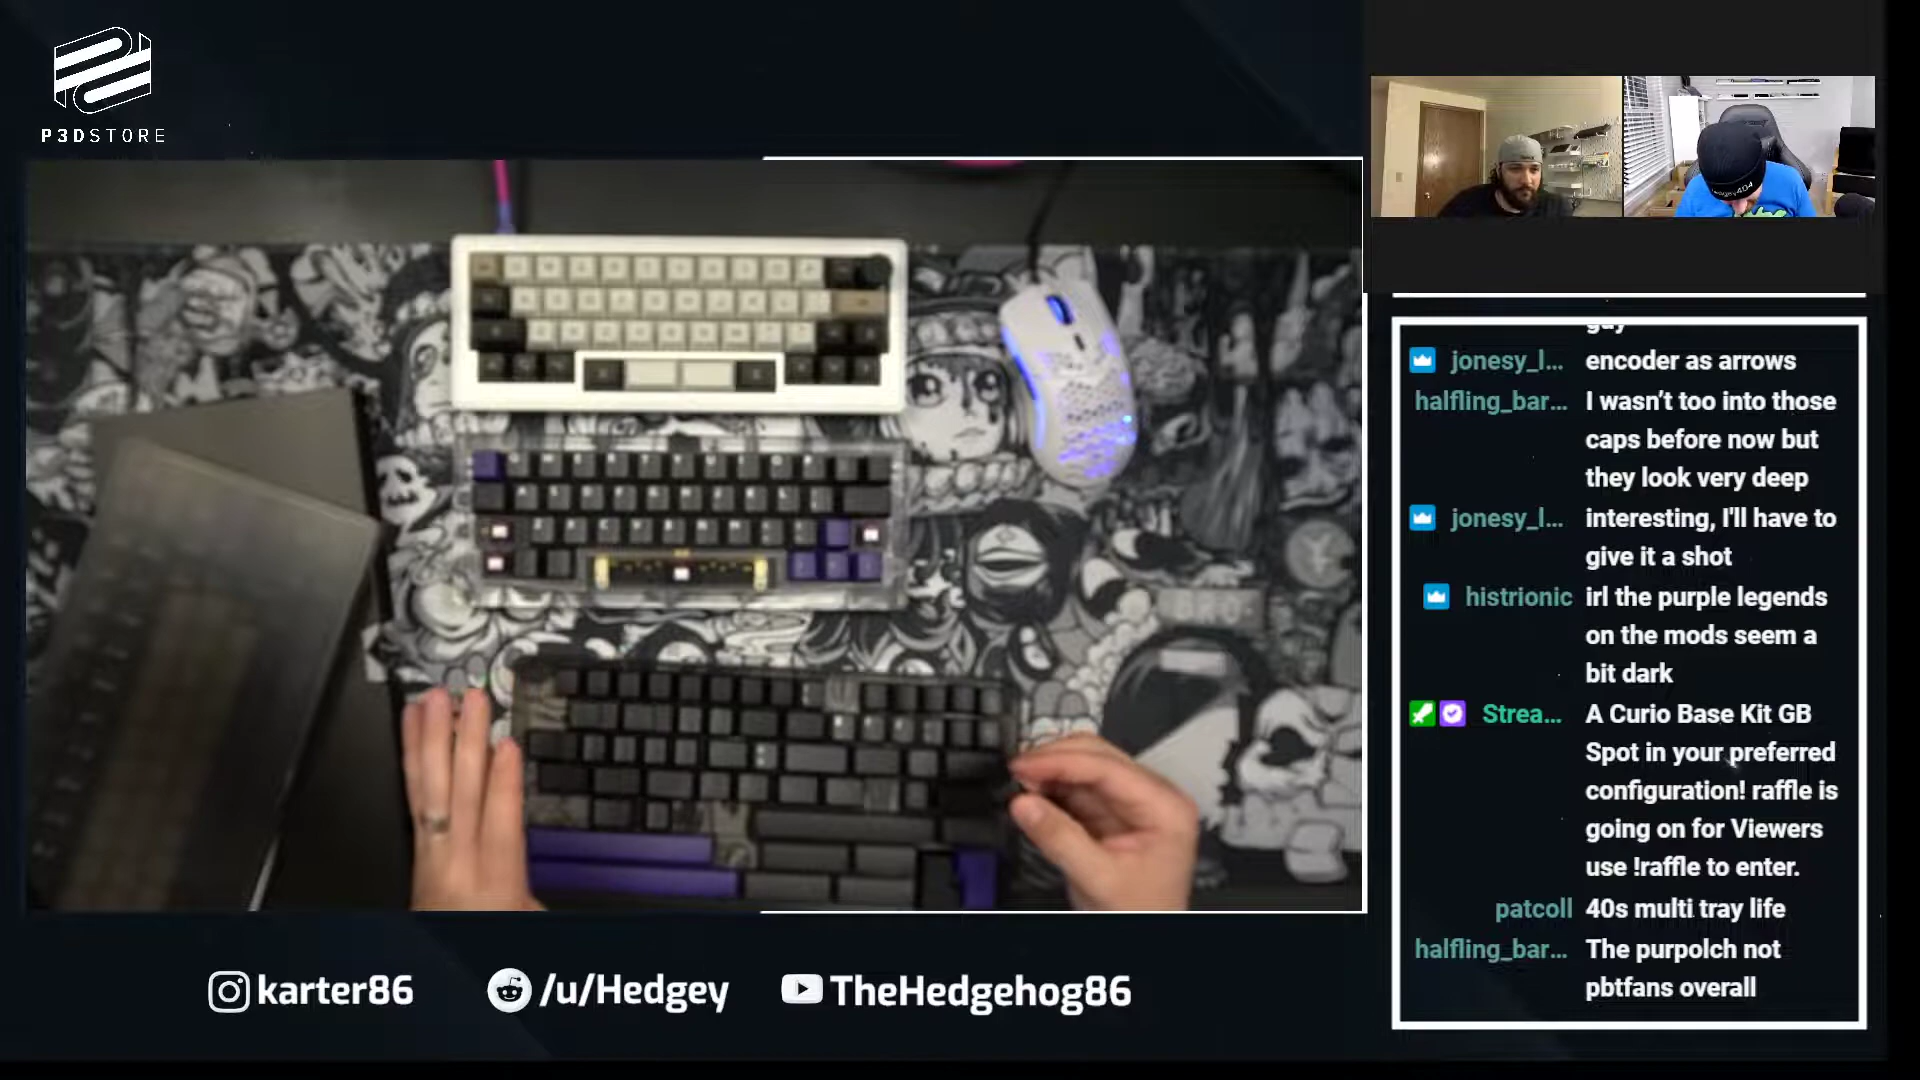 P3DSTORE
jonesy_l... encoder as arrows
halfling_bar... I wasn't too into those
caps before now but
they look very deep
jonesy_l... interesting, I'll have to
give it a shot
histrionic irl the purple legends
on the mods seem a
bit dark
Strea... A Curio Base Kit GB
Spot in your preferred
configuration! raffle is
going on for Viewers
use !raffle to enter.
patcoll 40s multi tray life
halfling_bar... The purpolch not
pbtfans overall
karter86 /u/Hedgey TheHedgehog86